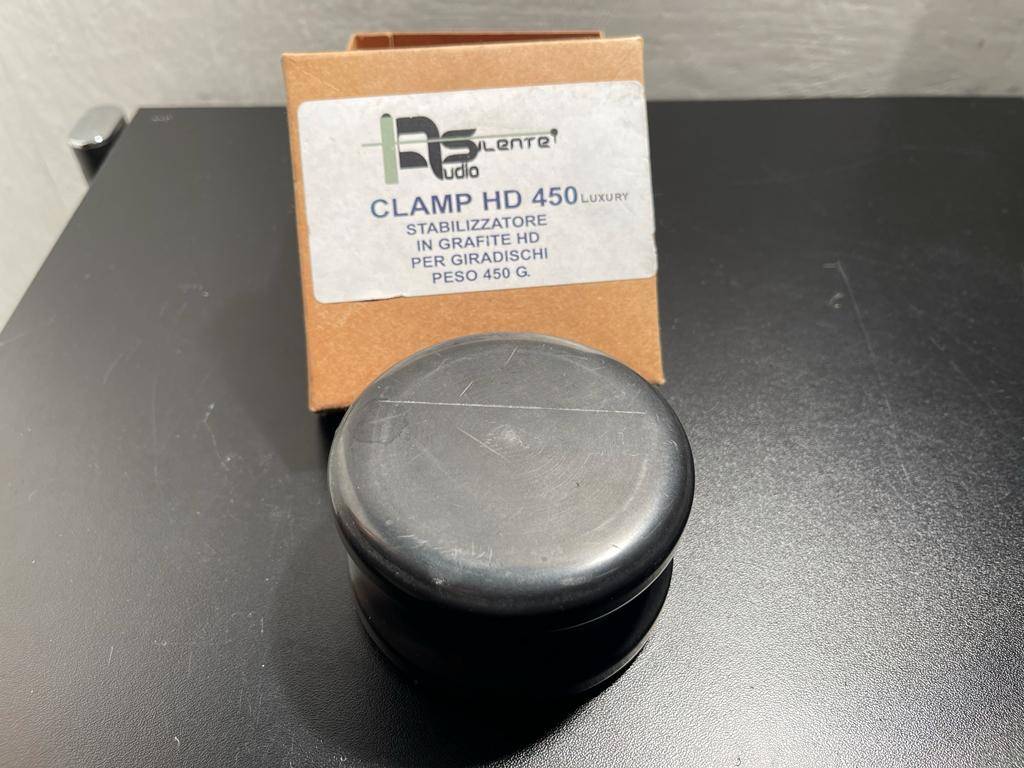 Audio Silente
CLAMP HD 450 LUXURY
STABILIZZATORE
IN GRAFITE HD
PER GIRADISCHI
PESO 450 G.